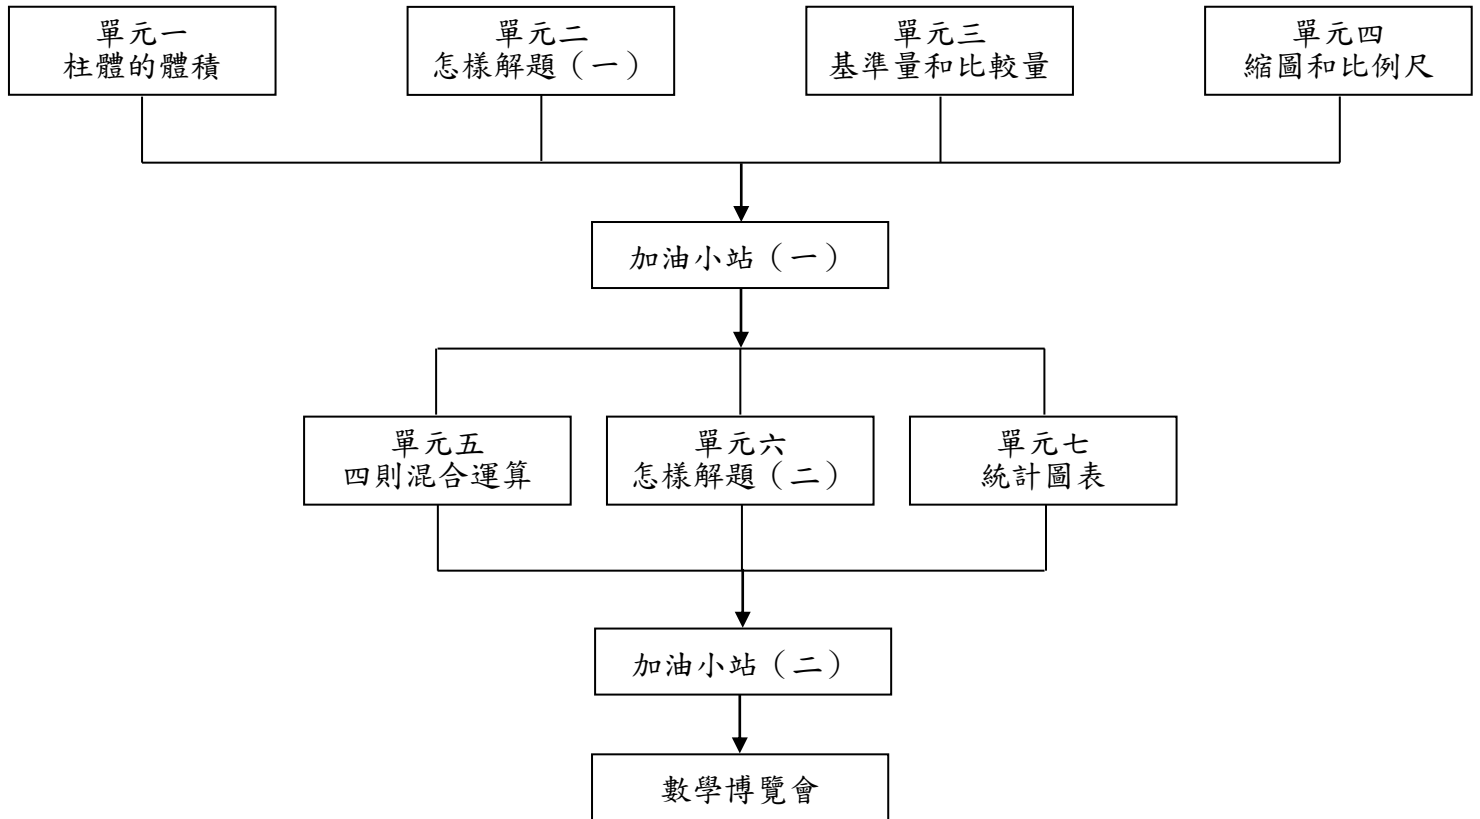 單元一
柱體的體積
單元二
怎樣解題（一）
單元三
基準量和比較量
單元四
縮圖和比例尺
加油小站（一）
單元五
四則混合運算
單元六
怎樣解題（二）
單元七
統計圖表
加油小站（二）
數學博覽會